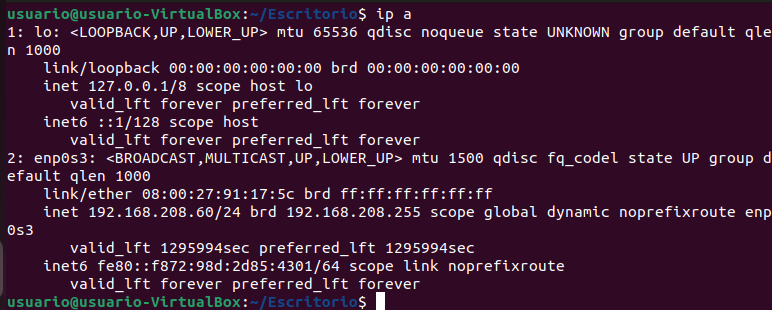 usuario@usuario-VirtualBox:~/Escritorio$ ip a
1: lo: <LOOPBACK,UP,LOWER_UP> mtu 65536 qdisc noqueue state UNKNOWN group default qle
n 1000
    link/loopback 00:00:00:00:00:00 brd 00:00:00:00:00:00
    inet 127.0.0.1/8 scope host lo
       valid_lft forever preferred_lft forever
    inet6 ::1/128 scope host
       valid_lft forever preferred_lft forever
2: enp0s3: <BROADCAST,MULTICAST,UP,LOWER_UP> mtu 1500 qdisc fq_codel state UP group d
efault qlen 1000
    link/ether 08:00:27:91:17:5c brd ff:ff:ff:ff:ff:ff
    inet 192.168.208.60/24 brd 192.168.208.255 scope global dynamic noprefixroute enp
0s3
       valid_lft 1295994sec preferred_lft 1295994sec
    inet6 fe80::f872:98d:2d85:4301/64 scope link noprefixroute
       valid_lft forever preferred_lft forever
usuario@usuario-VirtualBox:~/Escritorio$